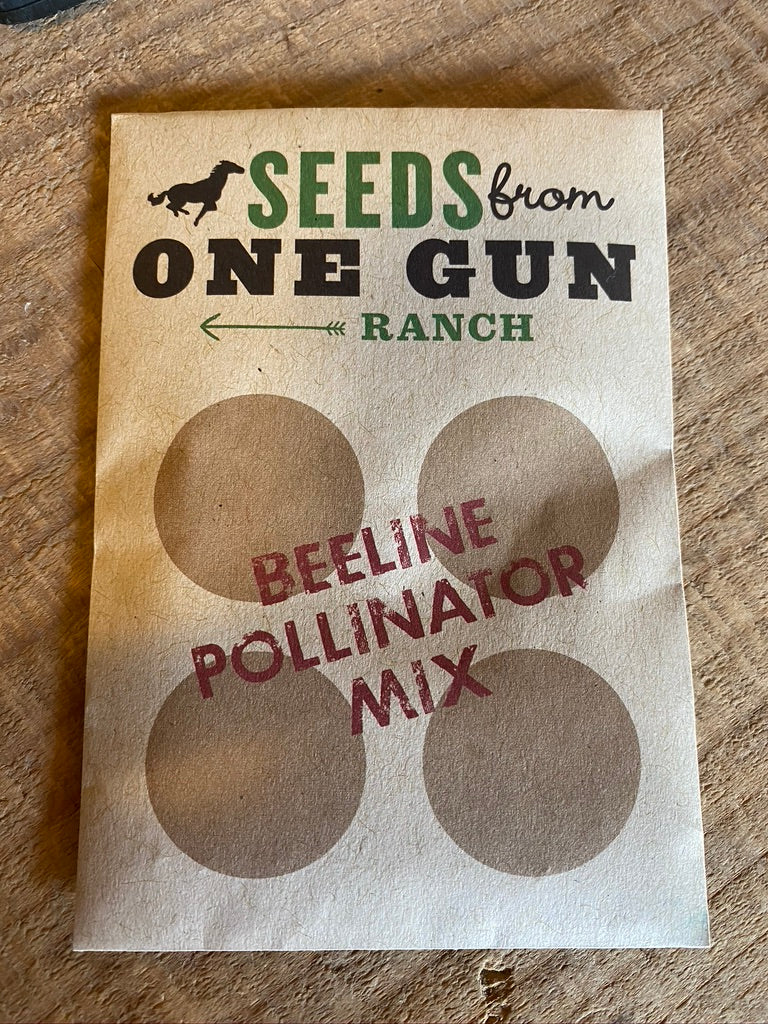 SEEDS from
ONE GUN
RANCH
BEELINE
POLLINATOR
MIX